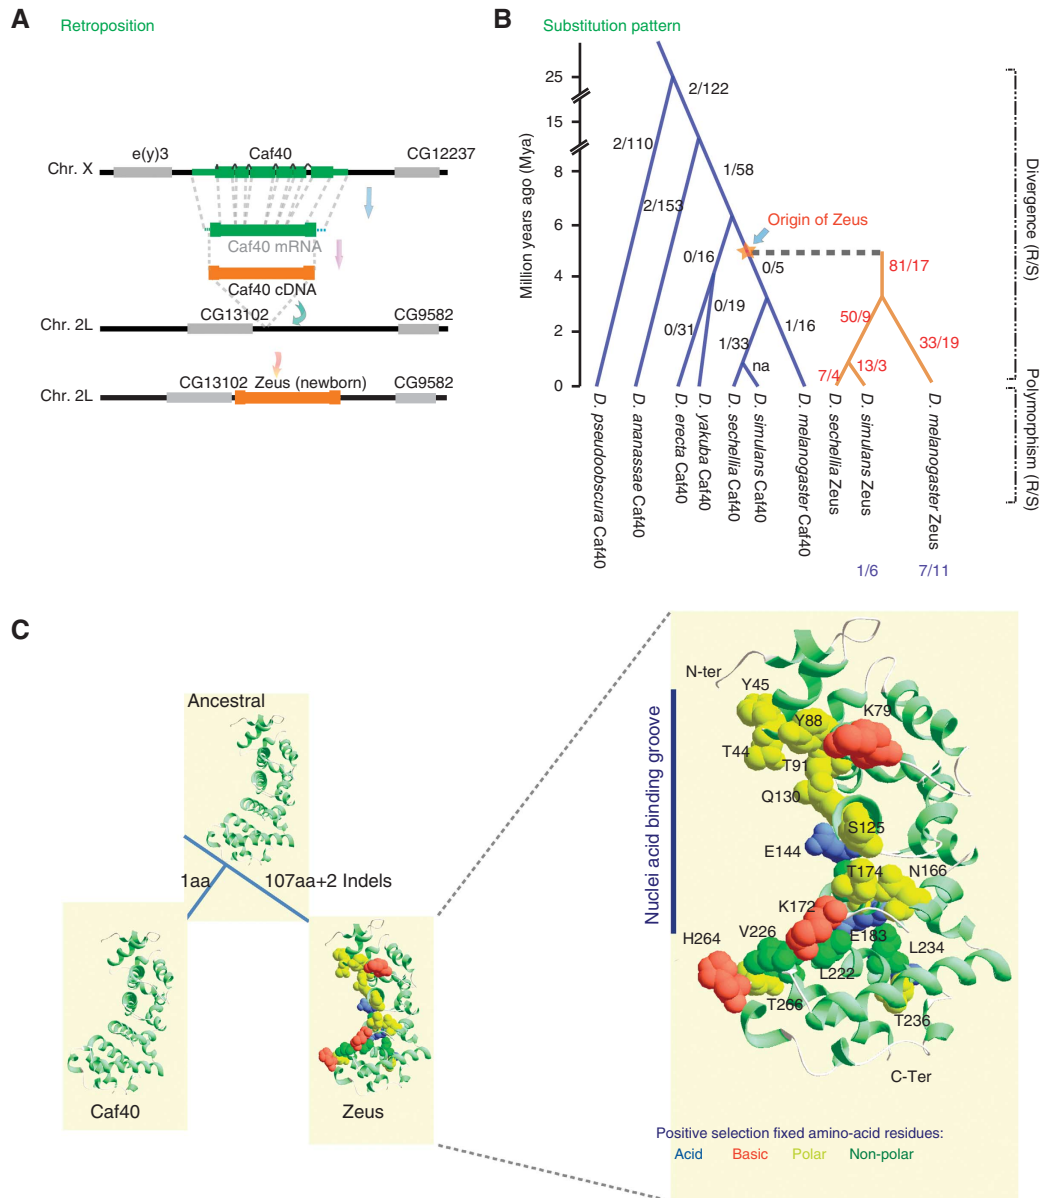 A
Retroposition
Chr. X
e(y)3
Caf40
CG12237
Caf40 mRNA
Caf40 cDNA
Chr. 2L
CG13102
CG9582
Chr. 2L
CG13102
Zeus (newborn)
CG9582
B
Substitution pattern
Million years ago (Mya)
25
15
8
6
4
2
0
2/122
2/110
1/58
2/153
Origin of Zeus
0/16
0/5
81/17
0/19
50/9
0/31
1/33
1/16
33/19
na
13/3
7/4
D. pseudoobscura Caf40
D. ananassae Caf40
D. erecta Caf40
D. yakuba Caf40
D. sechellia Caf40
D. simulans Caf40
D. melanogaster Caf40
D. sechellia Zeus
D. simulans Zeus
D. melanogaster Zeus
1/6
7/11
Divergence (R/S)
Polymorphism (R/S)
C
Ancestral
1aa
107aa+2 Indels
Caf40
Zeus
Nuclei acid binding groove
N-ter
Y45
Y88
K79
T44
T91
Q130
S125
E144
T174
N166
K172
H264
V226
E183
L234
L222
T266
T236
C-Ter
Positive selection fixed amino-acid residues:
Acid Basic Polar Non-polar